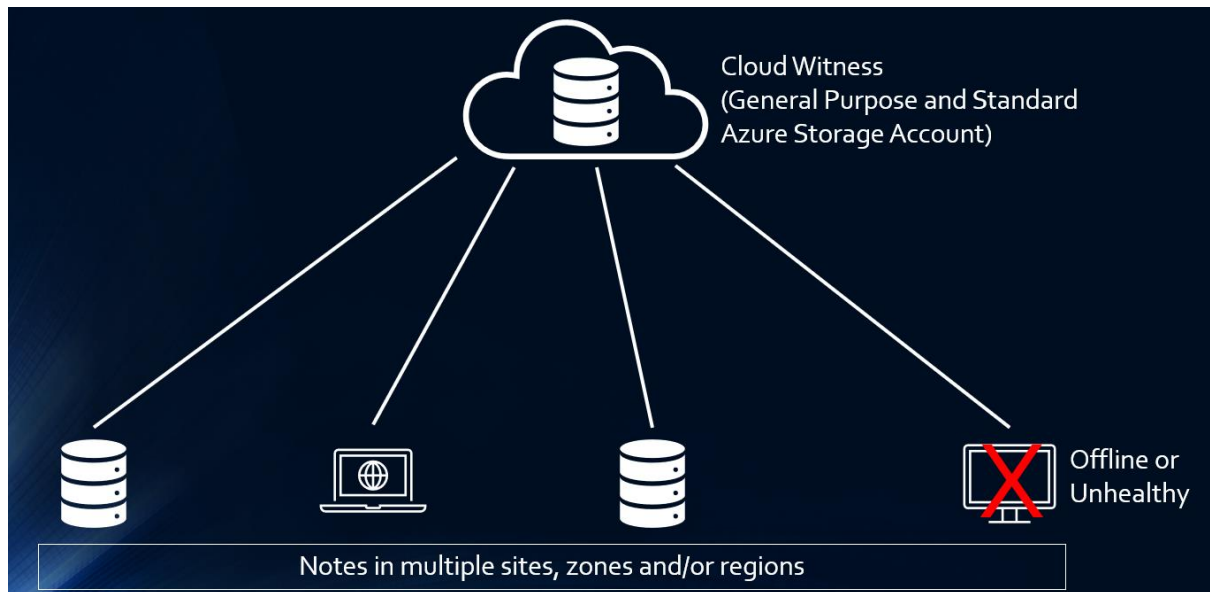 Cloud Witness
(General Purpose and Standard
Azure Storage Account)
Offline or
Unhealthy
Notes in multiple sites, zones and/or regions